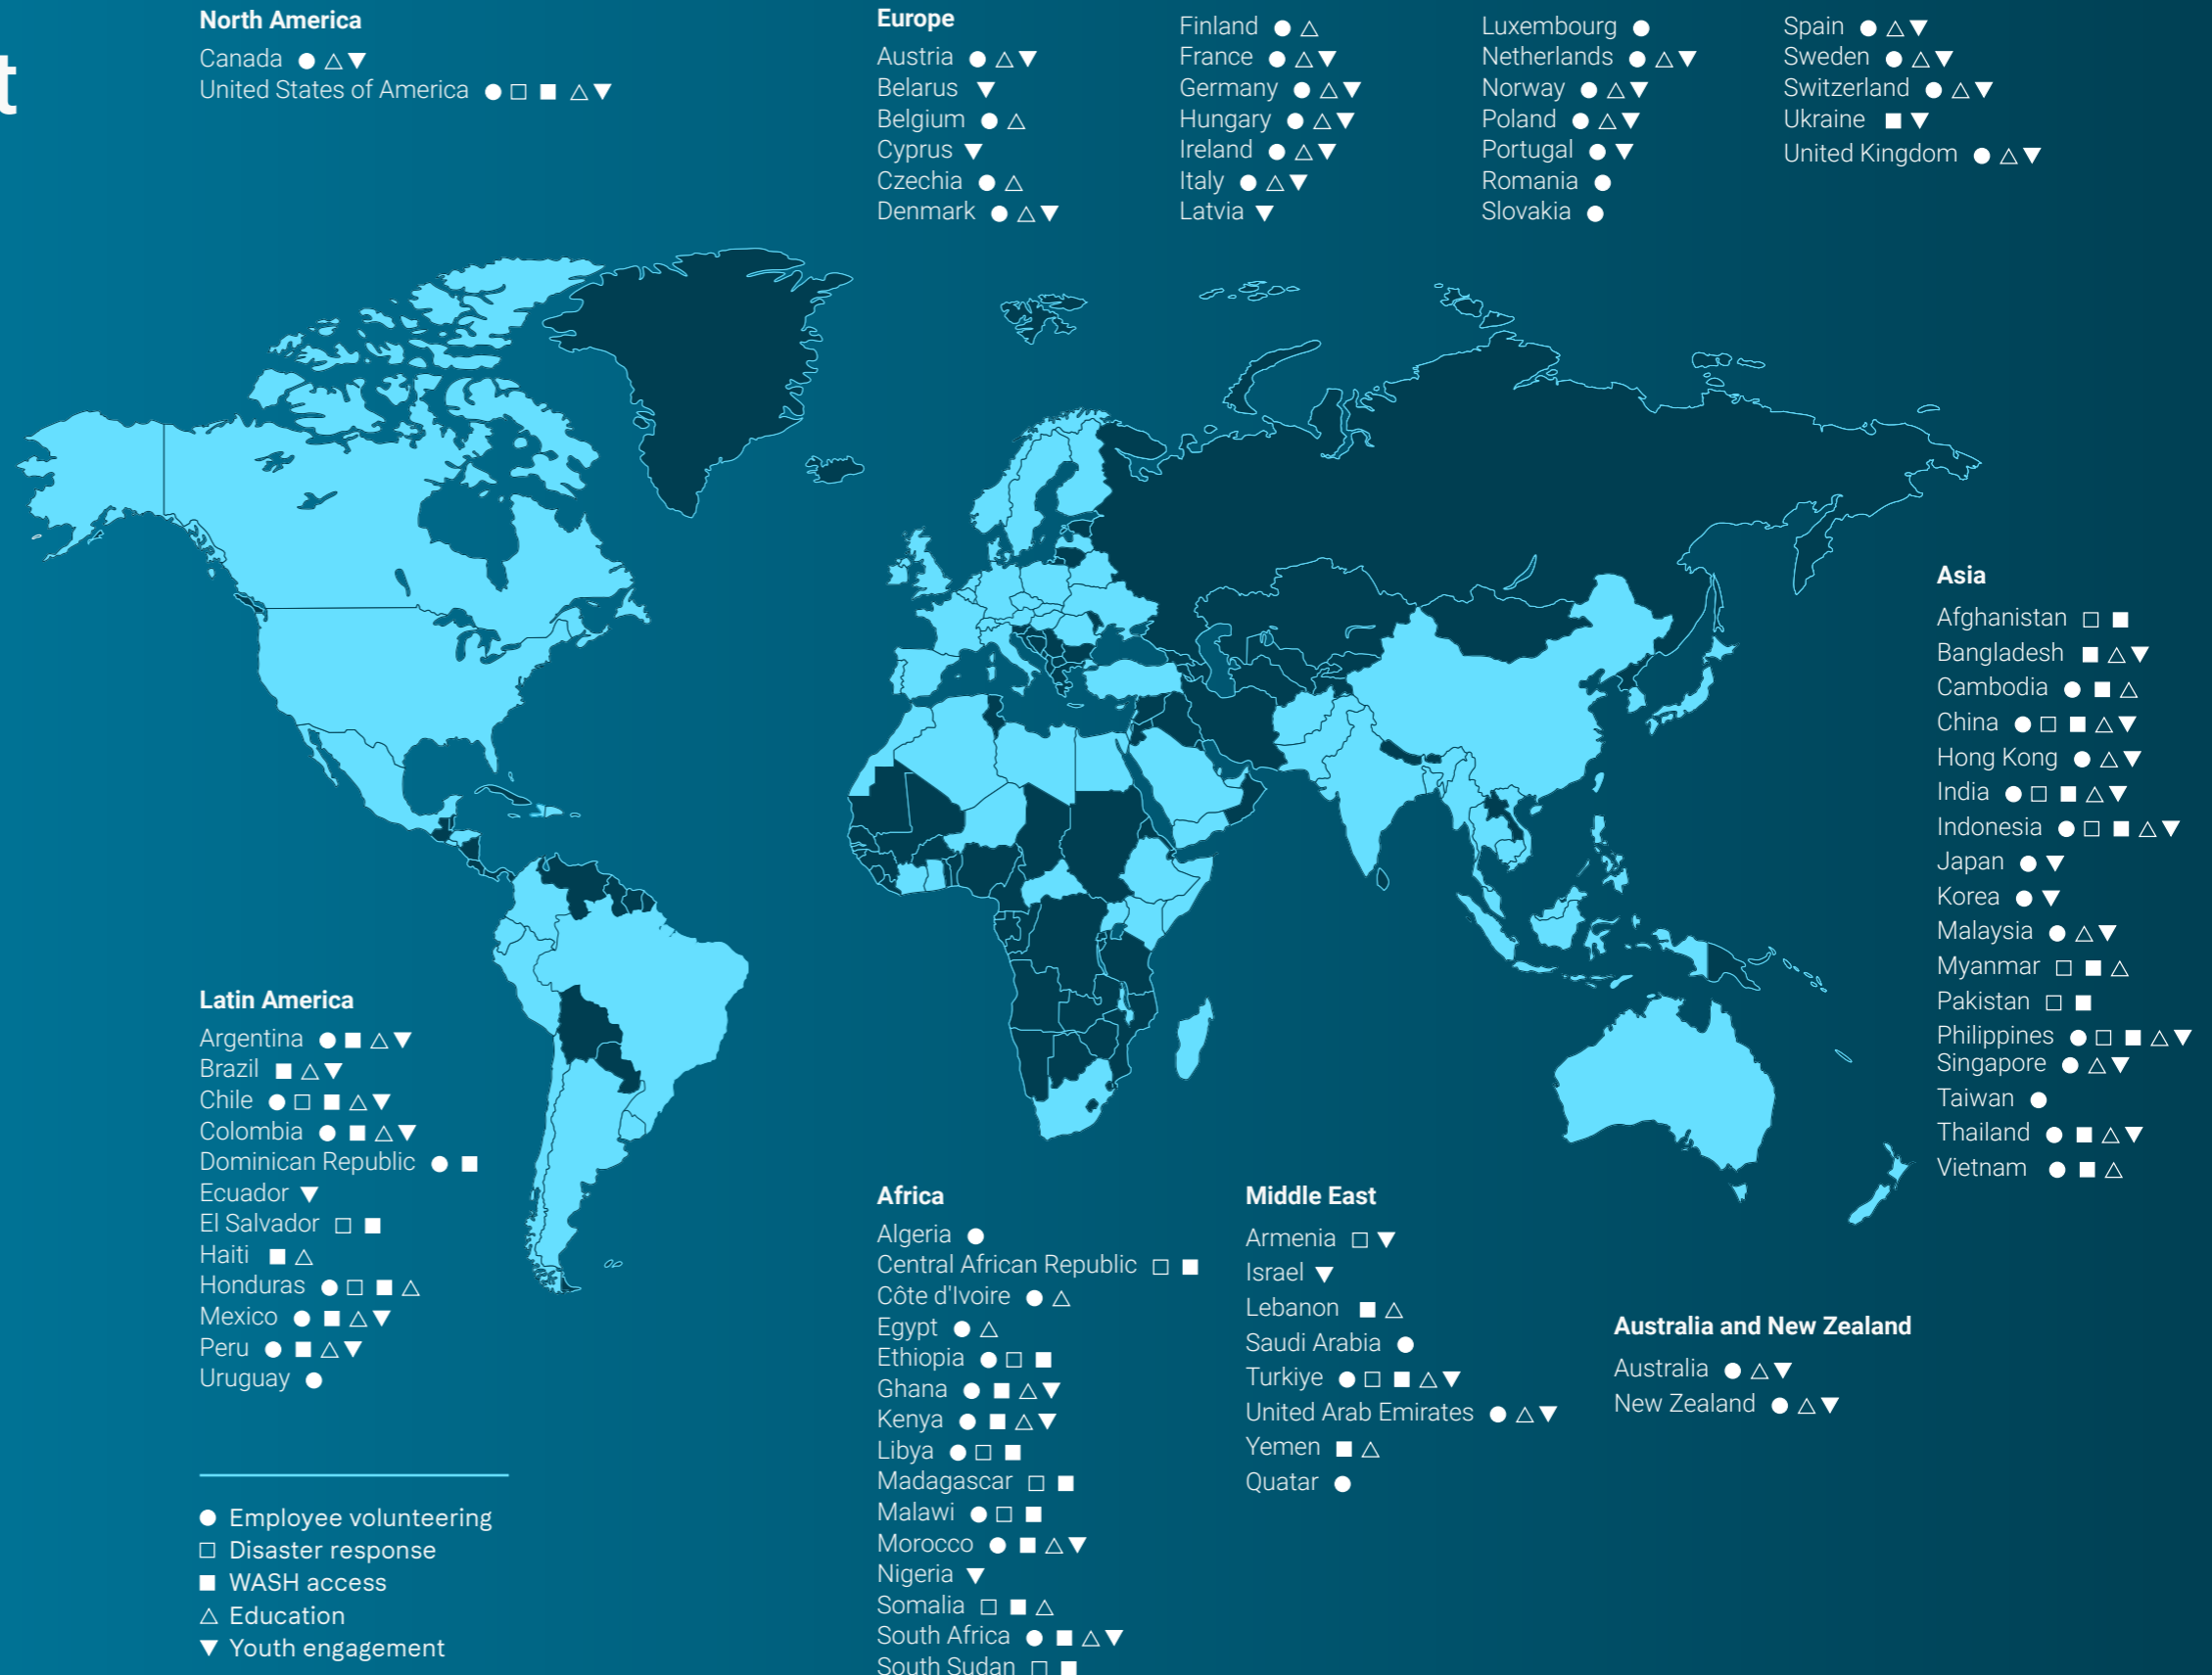 t
North America
Canada ● △ ▼
United States of America ● □ ■ △ ▼
Europe
Austria ● △ ▼
Belarus ▼
Belgium ● △
Cyprus ▼
Czechia ● △
Denmark ● △ ▼
Finland ● △
France ● △ ▼
Germany ● △ ▼
Hungary ● △ ▼
Ireland ● △ ▼
Italy ● △ ▼
Latvia ▼
Luxembourg ●
Netherlands ● △ ▼
Norway ● △ ▼
Poland ● △ ▼
Portugal ● ▼
Romania ●
Slovakia ●
Spain ● △ ▼
Sweden ● △ ▼
Switzerland ● △ ▼
Ukraine ■ ▼
United Kingdom ● △ ▼
Asia
Afghanistan □ ■
Bangladesh ■ △ ▼
Cambodia ● ■ △
China ● □ ■ △ ▼
Hong Kong ● △ ▼
India ● □ ■ △ ▼
Indonesia ● □ ■ △ ▼
Japan ● ▼
Korea ● ▼
Malaysia ● △ ▼
Myanmar □ ■ △
Pakistan □ ■
Philippines ● □ ■ △ ▼
Singapore ● △ ▼
Taiwan ●
Thailand ● ■ △ ▼
Vietnam ● ■ △
Latin America
Argentina ● ■ △ ▼
Brazil ■ △ ▼
Chile ● □ ■ △ ▼
Colombia ● ■ △ ▼
Dominican Republic ● ■
Ecuador ▼
El Salvador □ ■
Haiti ■ △
Honduras ● □ ■ △
Mexico ● ■ △ ▼
Peru ● ■ △ ▼
Uruguay ●
Africa
Algeria ●
Central African Republic □ ■
Côte d'Ivoire ● △
Egypt ● △
Ethiopia ● □ ■
Ghana ● ■ △ ▼
Kenya ● ■ △ ▼
Libya ● □ ■
Madagascar □ ■
Malawi ● □ ■
Morocco ● ■ △ ▼
Nigeria ▼
Somalia □ ■ △
South Africa ● ■ △ ▼
South Sudan □ ■
Middle East
Armenia □ ▼
Israel ▼
Lebanon ■ △
Saudi Arabia ●
Turkiye ● □ ■ △ ▼
United Arab Emirates ● △ ▼
Yemen ■ △
Quatar ●
Australia and New Zealand
Australia ● △ ▼
New Zealand ● △ ▼
● Employee volunteering
□ Disaster response
■ WASH access
△ Education
▼ Youth engagement